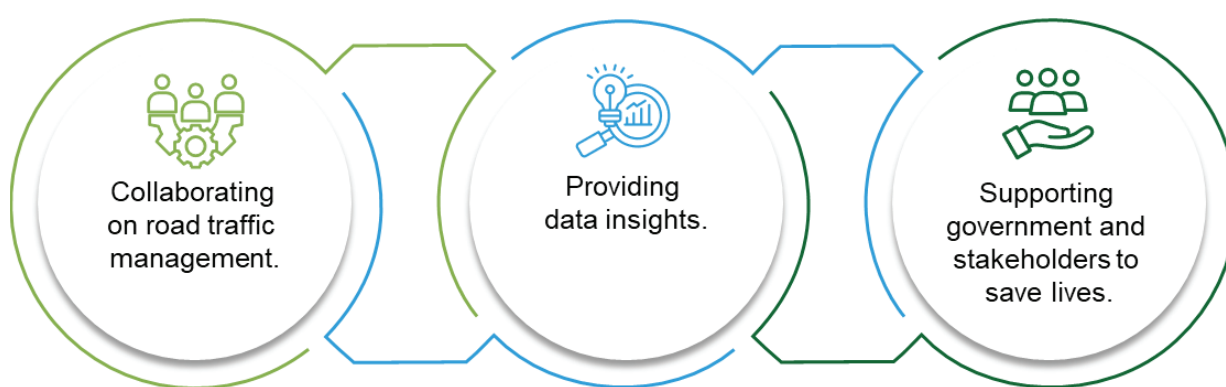 Collaborating
on road traffic
management.
Providing
data insights.
Supporting
government and
stakeholders to
save lives.